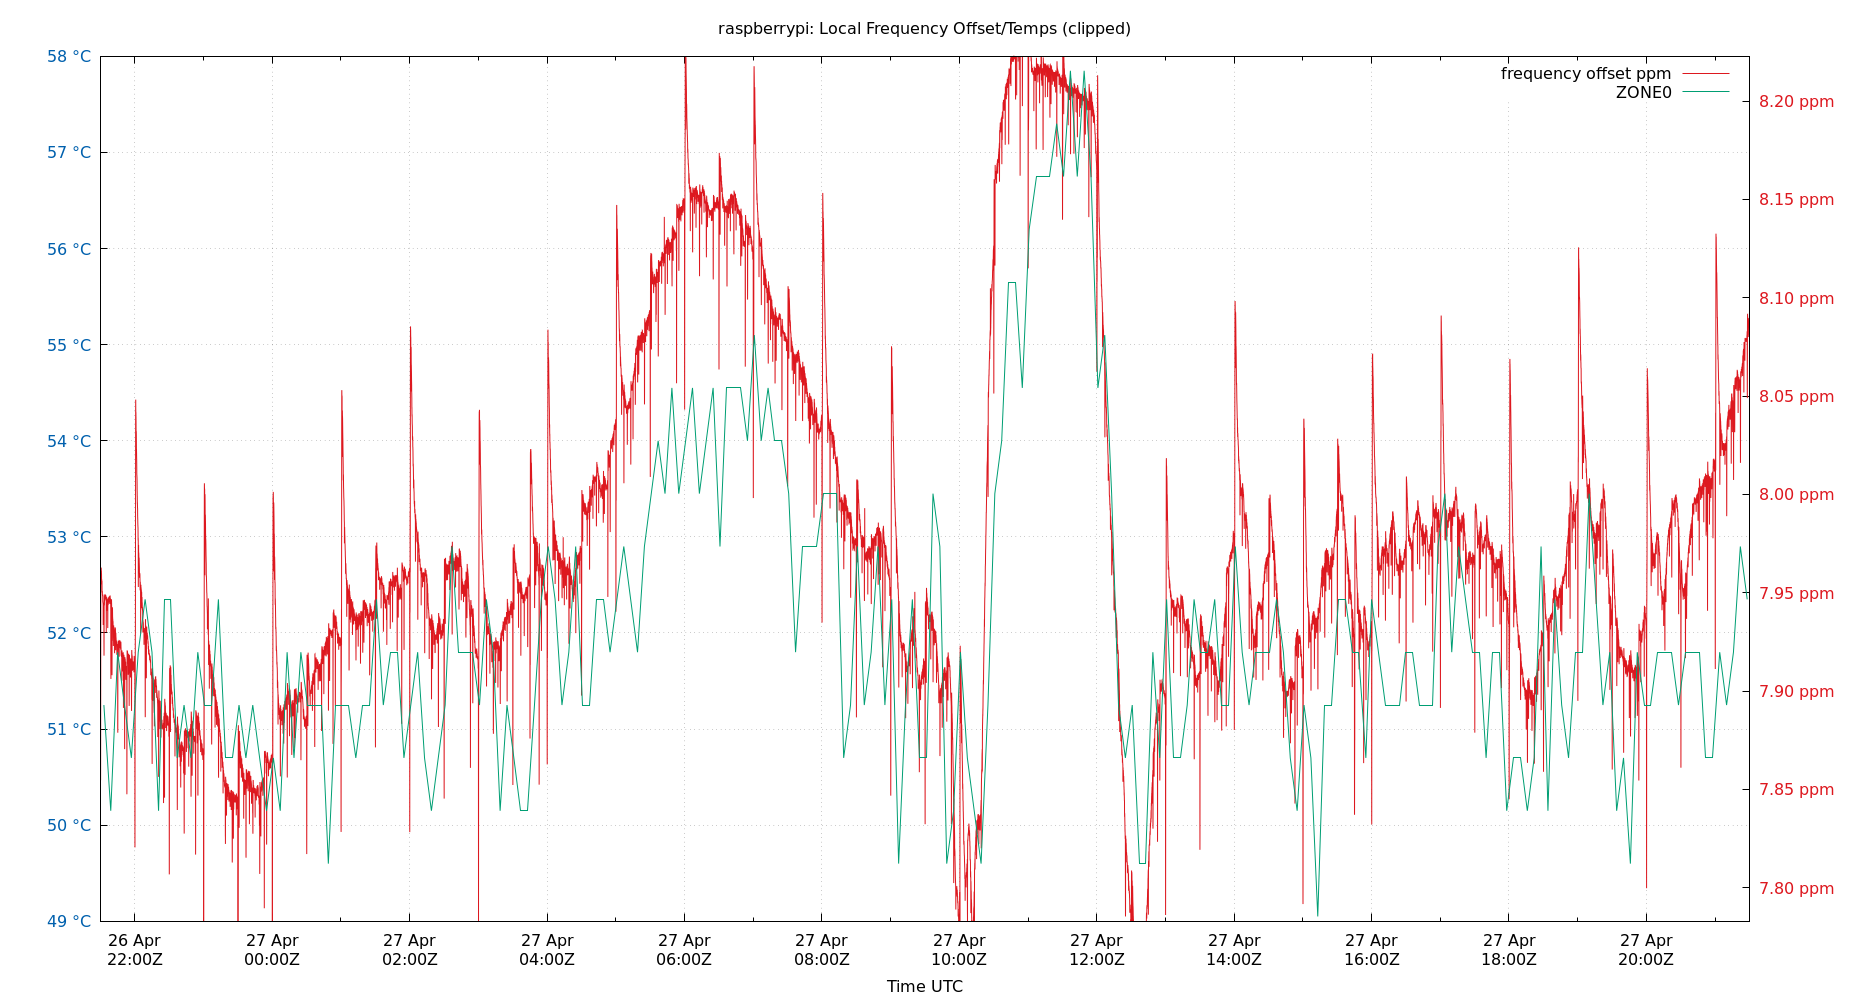 raspberrypi: Local Frequency Offset/Temps (clipped)
frequency offset ppm
ZONE0
58 °C
57 °C
56 °C
55 °C
54 °C
53 °C
52 °C
51 °C
50 °C
49 °C
8.20 ppm
8.15 ppm
8.10 ppm
8.05 ppm
8.00 ppm
7.95 ppm
7.90 ppm
7.85 ppm
7.80 ppm
26 Apr
22:00Z
27 Apr
00:00Z
27 Apr
02:00Z
27 Apr
04:00Z
27 Apr
06:00Z
27 Apr
08:00Z
27 Apr
10:00Z
27 Apr
12:00Z
27 Apr
14:00Z
27 Apr
16:00Z
27 Apr
18:00Z
27 Apr
20:00Z
Time UTC